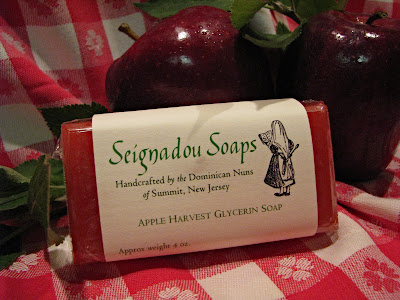 Seignadou Soaps
Handcrafted by the Dominican Nuns
of Summit, New Jersey
Apple Harvest Glycerin Soap
Approx weight 4 oz.